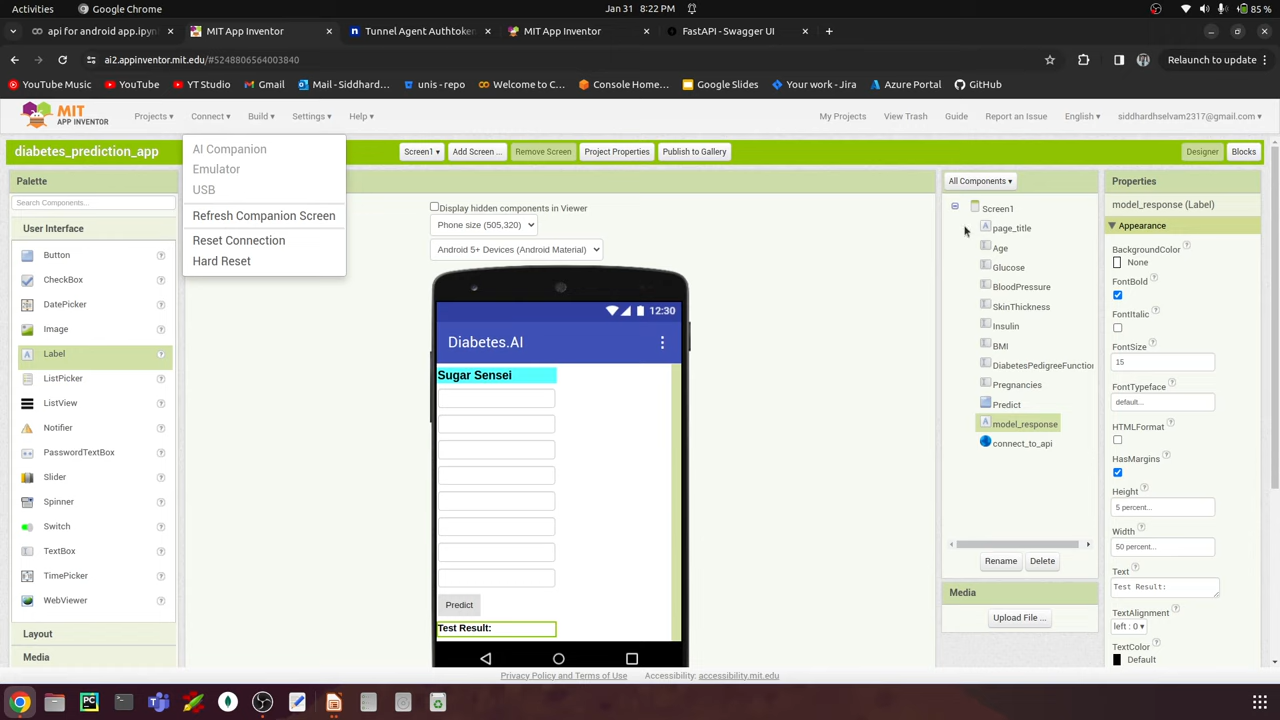 Activities
Google Chrome
Jan 31 8:22 PM
85 %
api for android app.ipyn
MIT App Inventor
Tunnel Agent Authtoken
MIT App Inventor
FastAPI - Swagger UI
ai2.appinventor.mit.edu/#5248806564003840
Relaunch to update
YouTube Music
YouTube
YT Studio
Gmail
Mail - Siddhard...
unis - repo
Welcome to C...
Console Home...
Google Slides
Your work - Jira
Azure Portal
GitHub
MIT
APP INVENTOR
Projects
Connect
Build
Settings
Help
My Projects
View Trash
Guide
Report an Issue
English
siddhardhselvam2317@gmail.com
diabetes_prediction_app
Screen1
Add Screen ...
Remove Screen
Project Properties
Publish to Gallery
Designer
Blocks
AI Companion
Emulator
USB
Refresh Companion Screen
Reset Connection
Hard Reset
Palette
Search Components...
User Interface
Button
CheckBox
DatePicker
Image
Label
ListPicker
ListView
Notifier
PasswordTextBox
Slider
Spinner
Switch
TextBox
TimePicker
WebViewer
Layout
Media
Display hidden components in Viewer
Phone size (505,320)
Android 5+ Devices (Android Material)
12:30
Diabetes.AI
Sugar Sensei
Predict
Test Result:
All Components
Screen1
page_title
Age
Glucose
BloodPressure
SkinThickness
Insulin
BMI
DiabetesPedigreeFunction
Pregnancies
Predict
model_response
connect_to_api
Rename
Delete
Media
Upload File ...
Properties
model_response (Label)
Appearance
BackgroundColor
None
FontBold
FontItalic
FontSize
15
FontTypeface
default...
HTMLFormat
HasMargins
Height
5 percent...
Width
50 percent...
Text
Test Result:
TextAlignment
left : 0
TextColor
Default
Privacy Policy and Terms of Use
Accessibility: accessibility.mit.edu